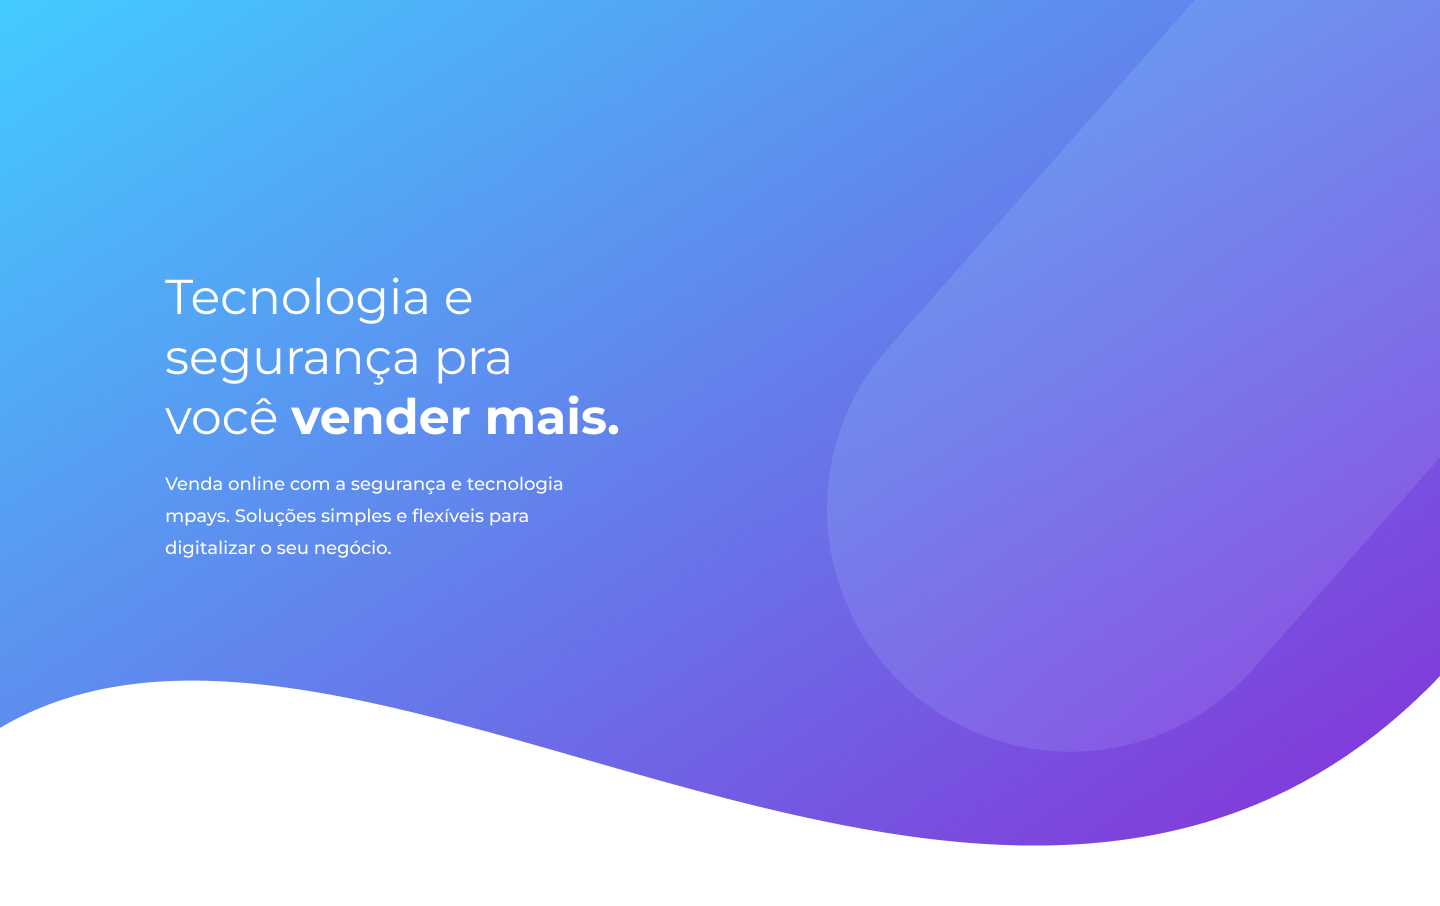 Tecnologia e
segurança pra
você vender mais.
Venda online com a segurança e tecnologia
mpays. Soluções simples e flexíveis para
digitalizar o seu negócio.